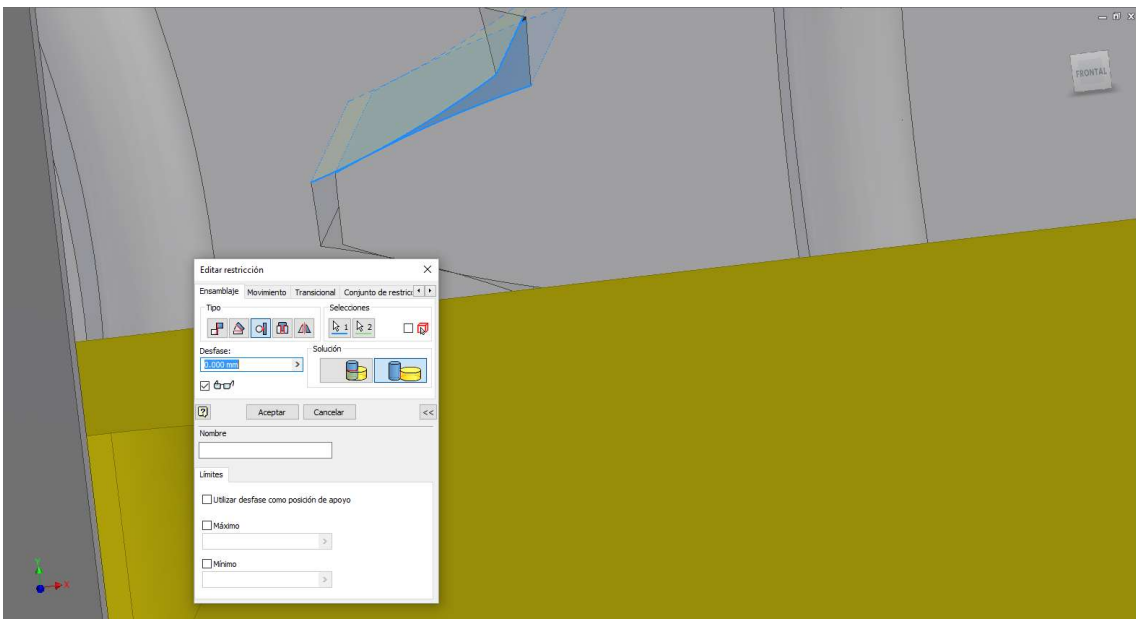 FRONTAL
Editar restricción
Ensamblaje Movimiento Transicional Conjunto de restricc
Tipo Selecciones
1 2
Desfase: Solución
0.000 mm
Aceptar Cancelar <<
Nombre
Límites
Utilizar desfase como posición de apoyo
Máximo
Mínimo
Y
X